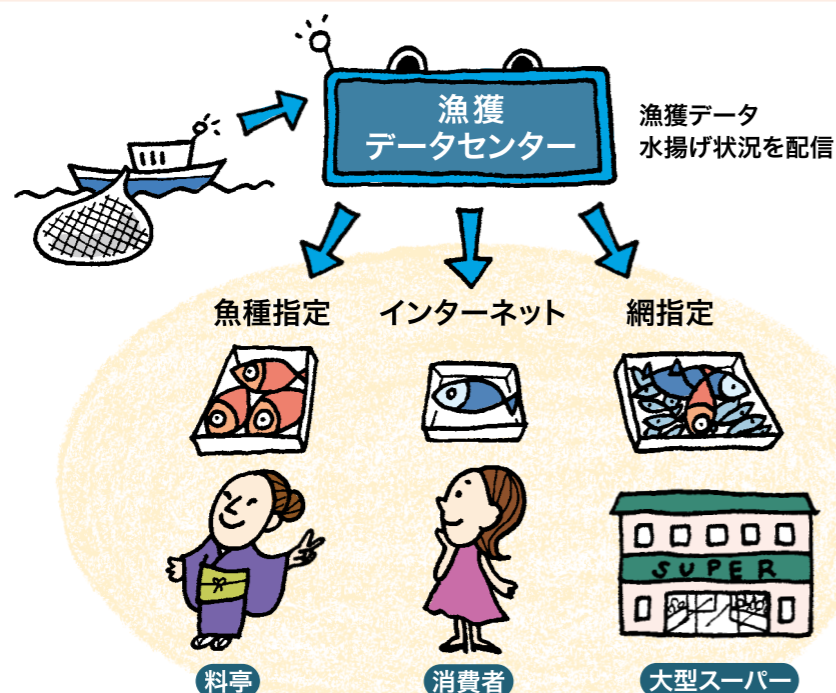 漁獲
データセンター
漁獲データ
水揚げ状況を配信
魚種指定
インターネット
網指定
SUPER
料亭
消費者
大型スーパー